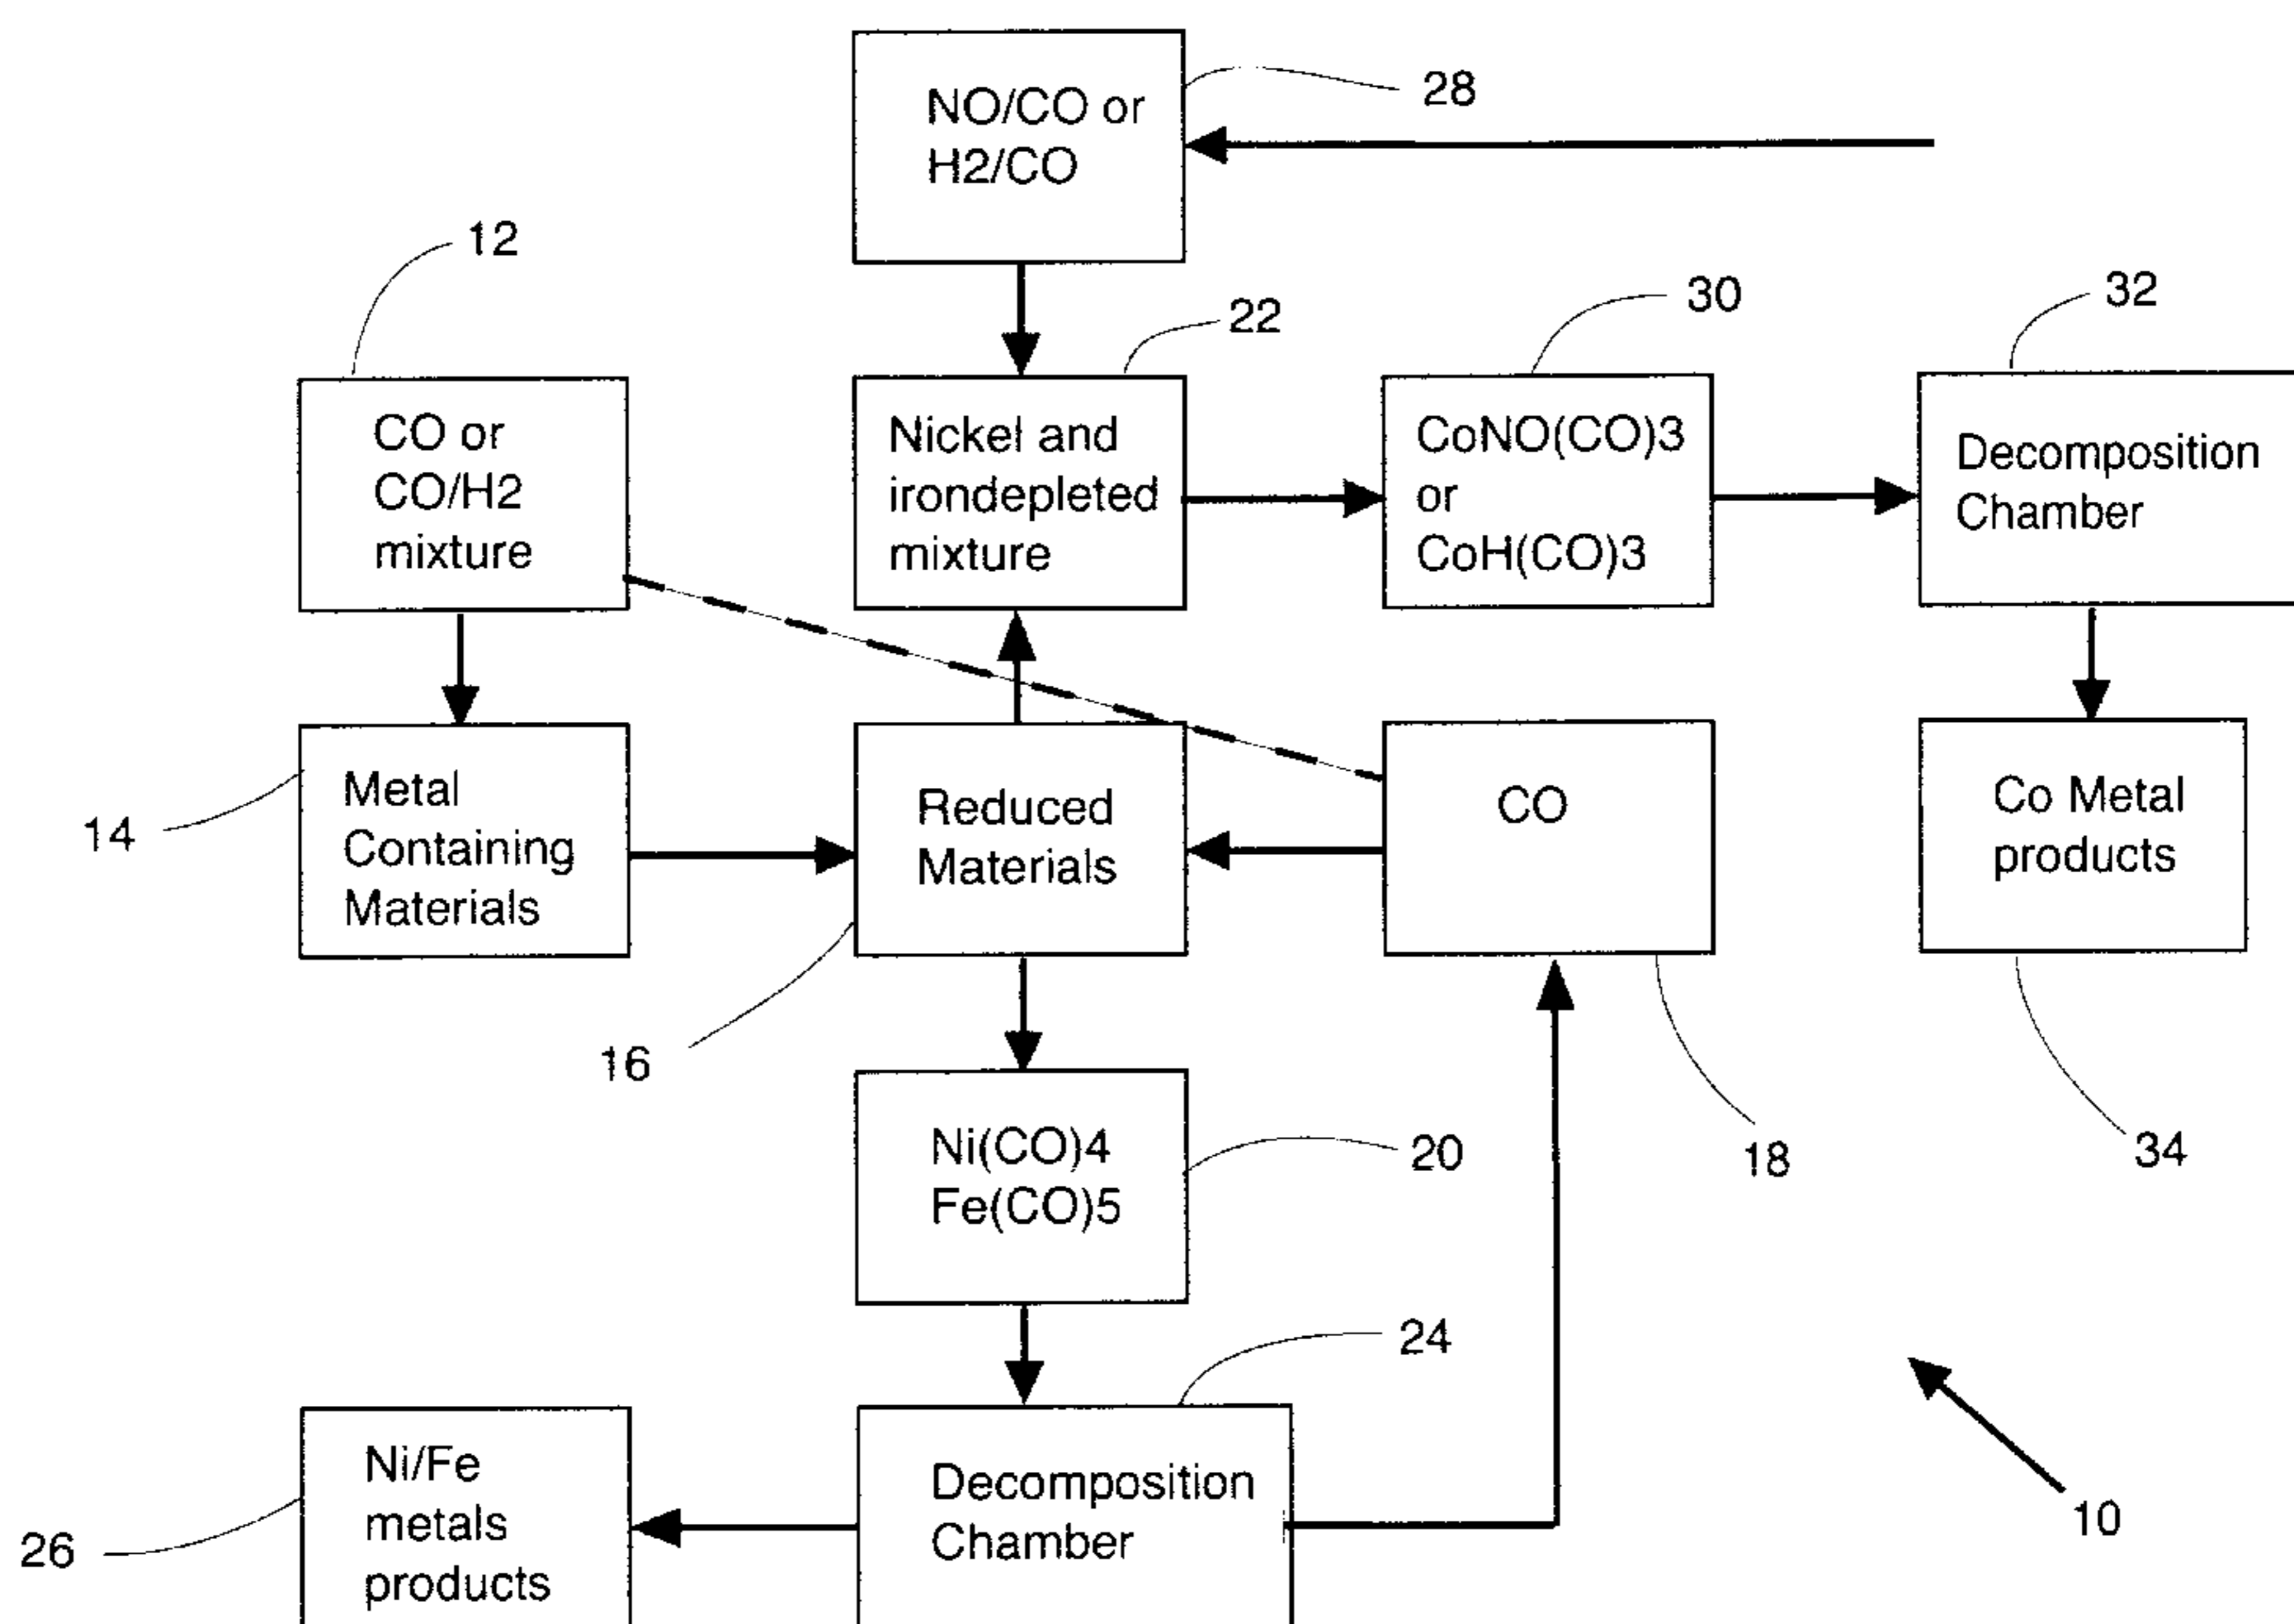 NO/CO or
H2/CO
28
12
CO or
CO/H2
mixture
22
Nickel and
irondepleted
mixture
30
CoNO(CO)3
or
CoH(CO)3
32
Decomposition
Chamber
14
Metal
Containing
Materials
16
Reduced
Materials
CO
18
Co Metal
products
34
Ni(CO)4
Fe(CO)5
20
24
26
Ni/Fe
metals
products
Decomposition
Chamber
10